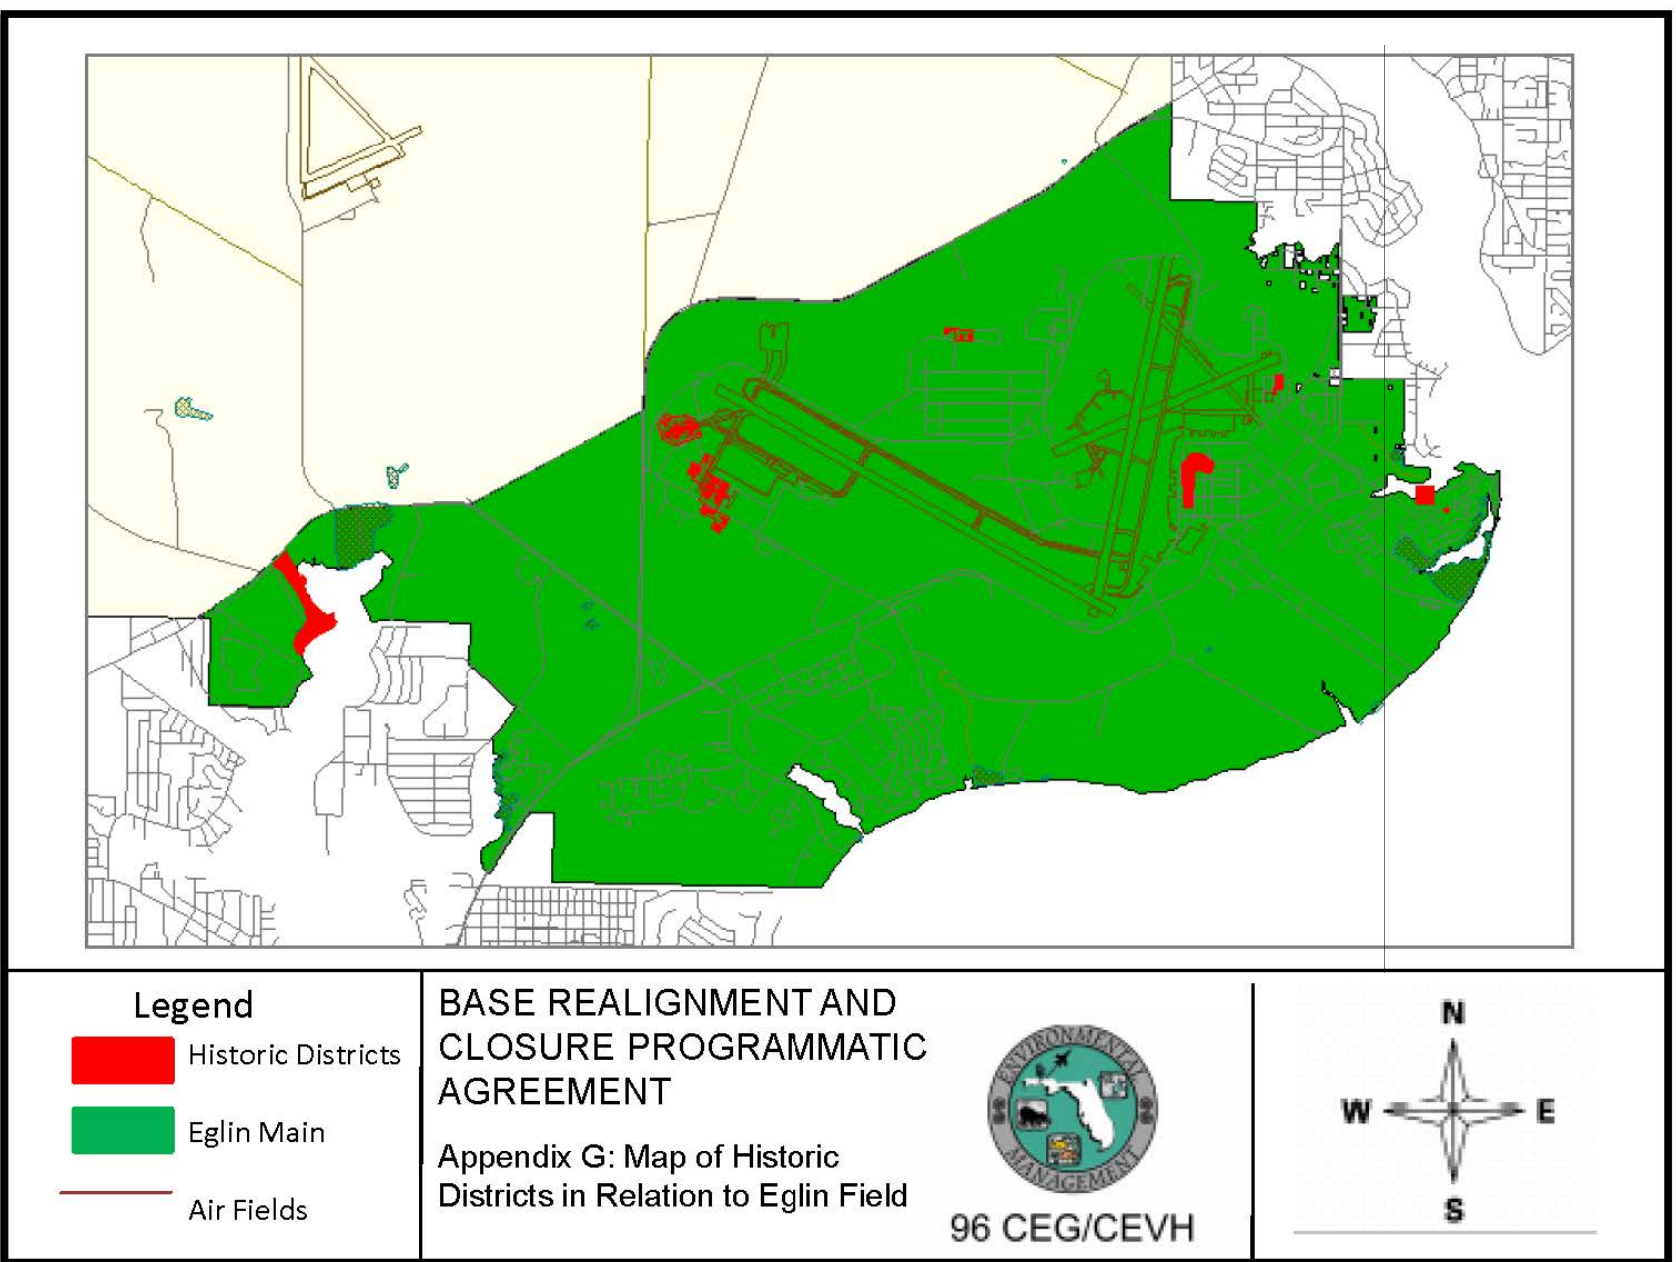 Legend
Historic Districts
Eglin Main
Air Fields
BASE REALIGNMENT AND
CLOSURE PROGRAMMATIC
AGREEMENT
Appendix G: Map of Historic
Districts in Relation to Eglin Field
ENVIRONMENTAL
MANAGEMENT
96 CEG/CEVH
N
W E
S